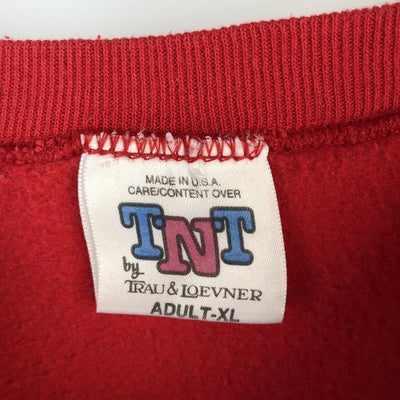 MADE IN U.S.A.
CARE/CONTENT OVER
TNT
by
TRAU & LOEVNER
ADULT-XL